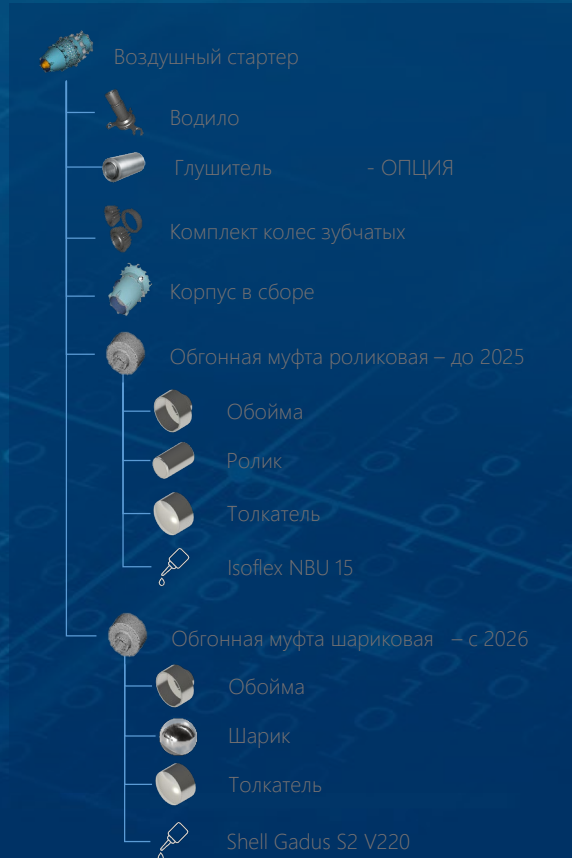 Воздушный стартер
Водило
Глушитель - ОПЦИЯ
Комплект колес зубчатых
Корпус в сборе
Обгонная муфта роликовая – до 2025
Обойма
Ролик
Толкатель
Isoflex NBU 15
Обгонная муфта шариковая – с 2026
Обойма
Шарик
Толкатель
Shell Gadus S2 V220